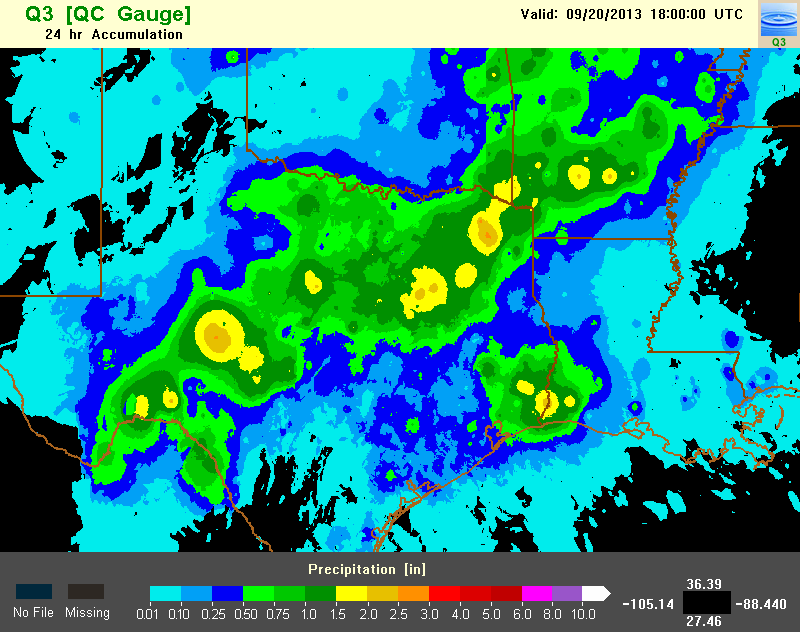 Q3 [QC Gauge]
24 hr Accumulation
Valid: 09/20/2013 18:00:00 UTC
Q3
Precipitation [in]
No File Missing
0.01 0.10 0.25 0.50 0.75 1.0 1.5 2.0 2.5 3.0 4.0 5.0 6.0 8.0 10.0
36.39
-105.14 -88.440
27.46